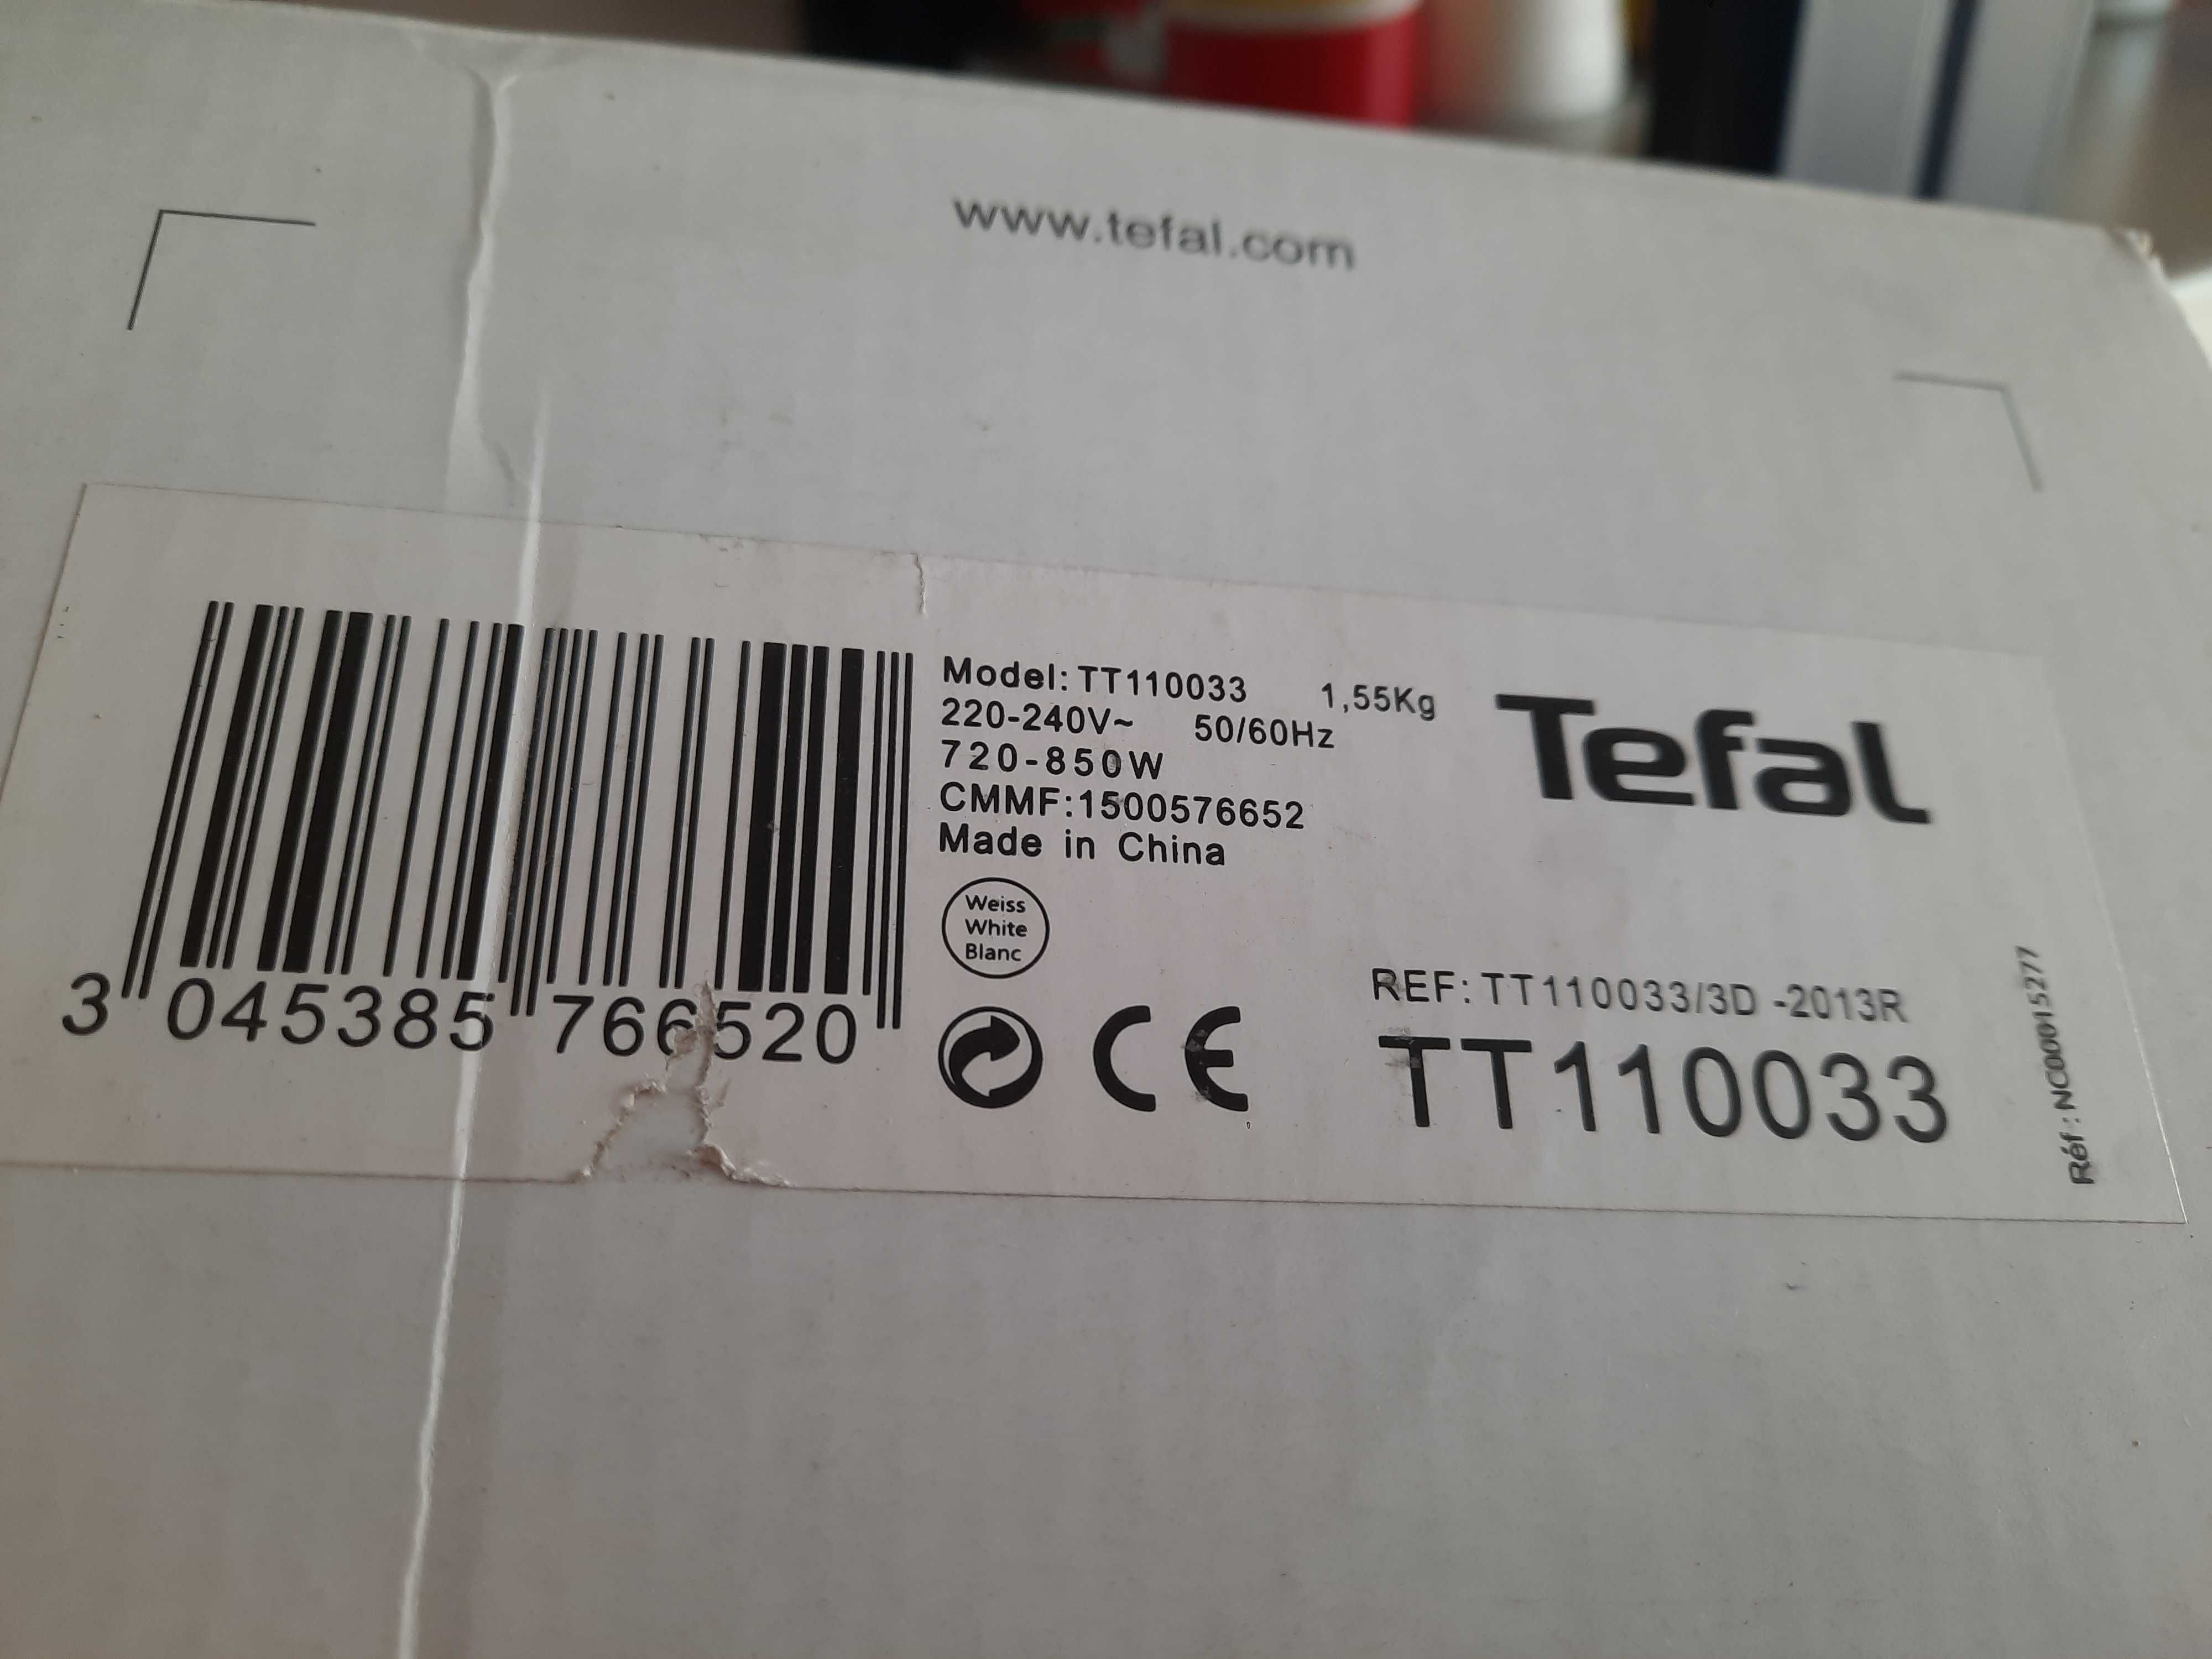 www.tefal.com
Model: TT110033 1,55Kg
220-240V~ 50/60Hz
720-850W
CMMF:1500576652
Made in China
Tefal
Weiss
White
Blanc
CE
REF: TT110033/3D -2013R
TT110033
Réf : NC00015277
3 045385 766520